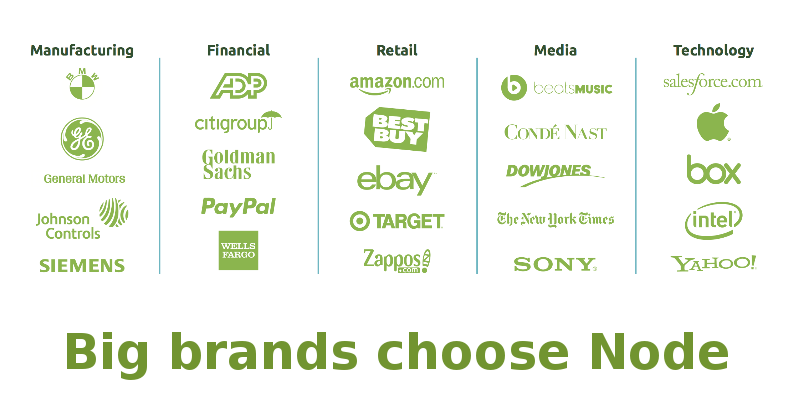 Manufacturing
BMW
GE
General Motors
Johnson
Controls
SIEMENS
Financial
ADP
citigroup
Goldman
Sachs
PayPal
WELLS
FARGO
Retail
amazon.com
BEST
BUY
ebay
TARGET
Zappos
.com
Media
b
beatsMUSIC
CONDÉ NAST
DOWJONES
The New York Times
SONY
Technology
salesforce.com
box
intel
YAHOO!
Big brands choose Node